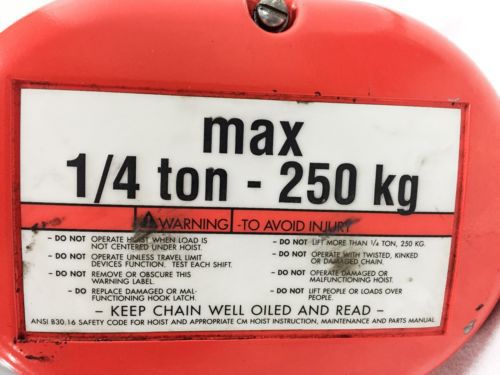 max
1/4 ton - 250 kg
WARNING - TO AVOID INJURY
- DO NOT OPERATE HOIST WHEN LOAD IS
NOT CENTERED UNDER HOIST.
- DO NOT OPERATE UNLESS TRAVEL LIMIT
DEVICES FUNCTION. TEST EACH SHIFT.
- DO NOT REMOVE OR OBSCURE THIS
WARNING LABEL.
- DO REPLACE DAMAGED OR MAL-
FUNCTIONING HOOK LATCH.
- DO NOT LIFT MORE THAN 1/4 TON, 250 KG.
- DO NOT OPERATE WITH TWISTED, KINKED
OR DAMAGED CHAIN.
- DO NOT OPERATE DAMAGED OR
MALFUNCTIONING HOIST.
- DO NOT LIFT PEOPLE OR LOADS OVER
PEOPLE.
- KEEP CHAIN WELL OILED AND READ -
ANSI B30.16 SAFETY CODE FOR HOIST AND APPROPRIATE CM HOIST INSTRUCTION, MAINTENANCE AND PARTS MANUAL.